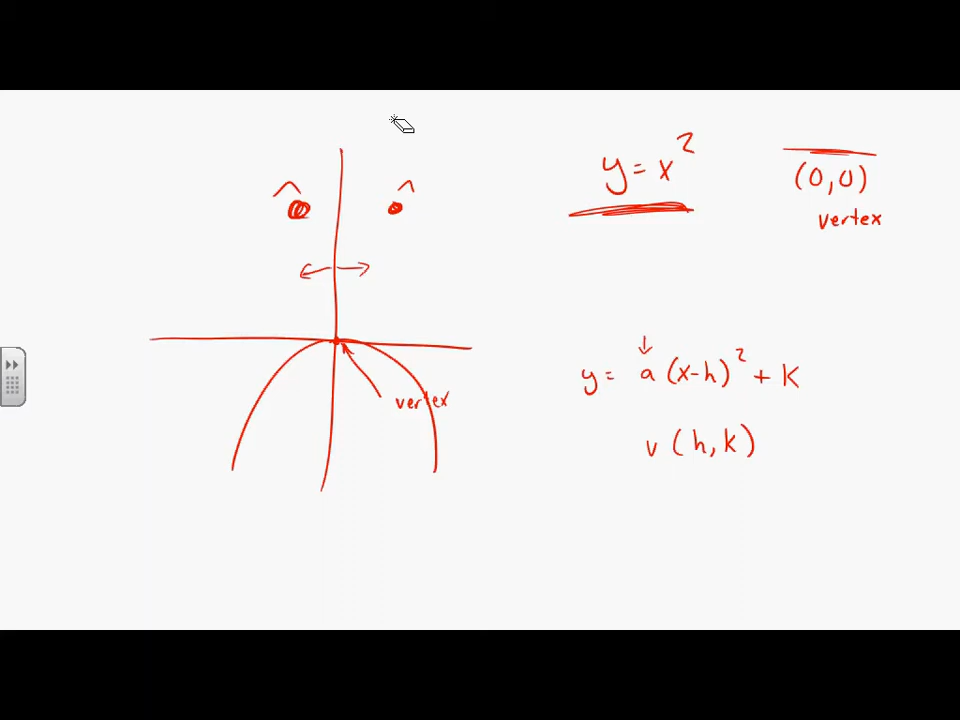 y = x²
(0,0)
vertex
y = a (x-h)² + k
vertex
v (h, k)